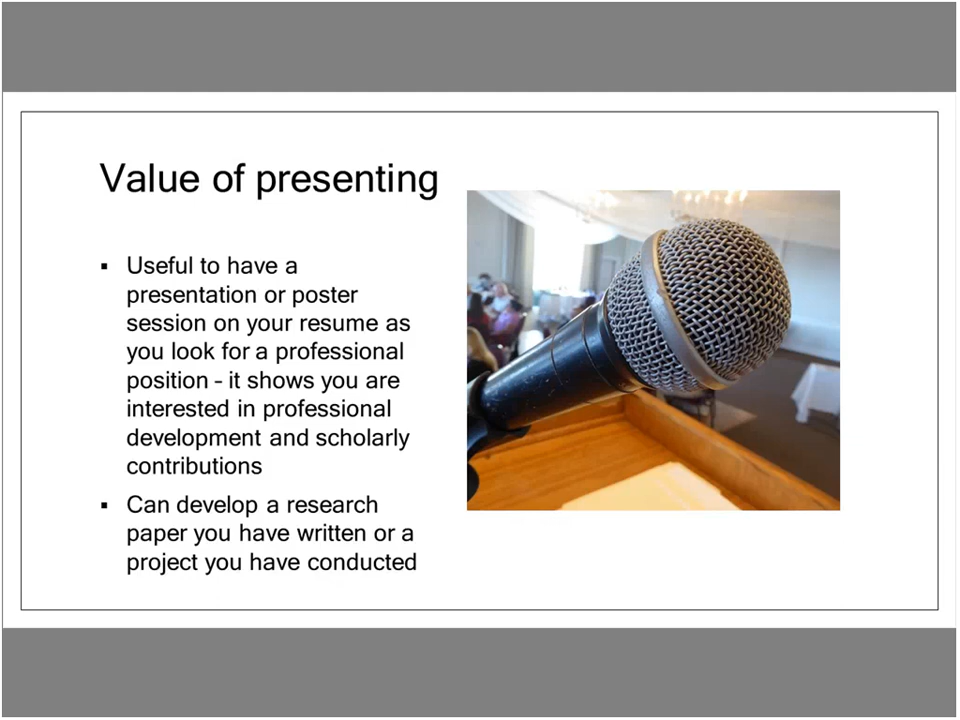 Value of presenting
▪ Useful to have a
presentation or poster
session on your resume as
you look for a professional
position - it shows you are
interested in professional
development and scholarly
contributions
▪ Can develop a research
paper you have written or a
project you have conducted